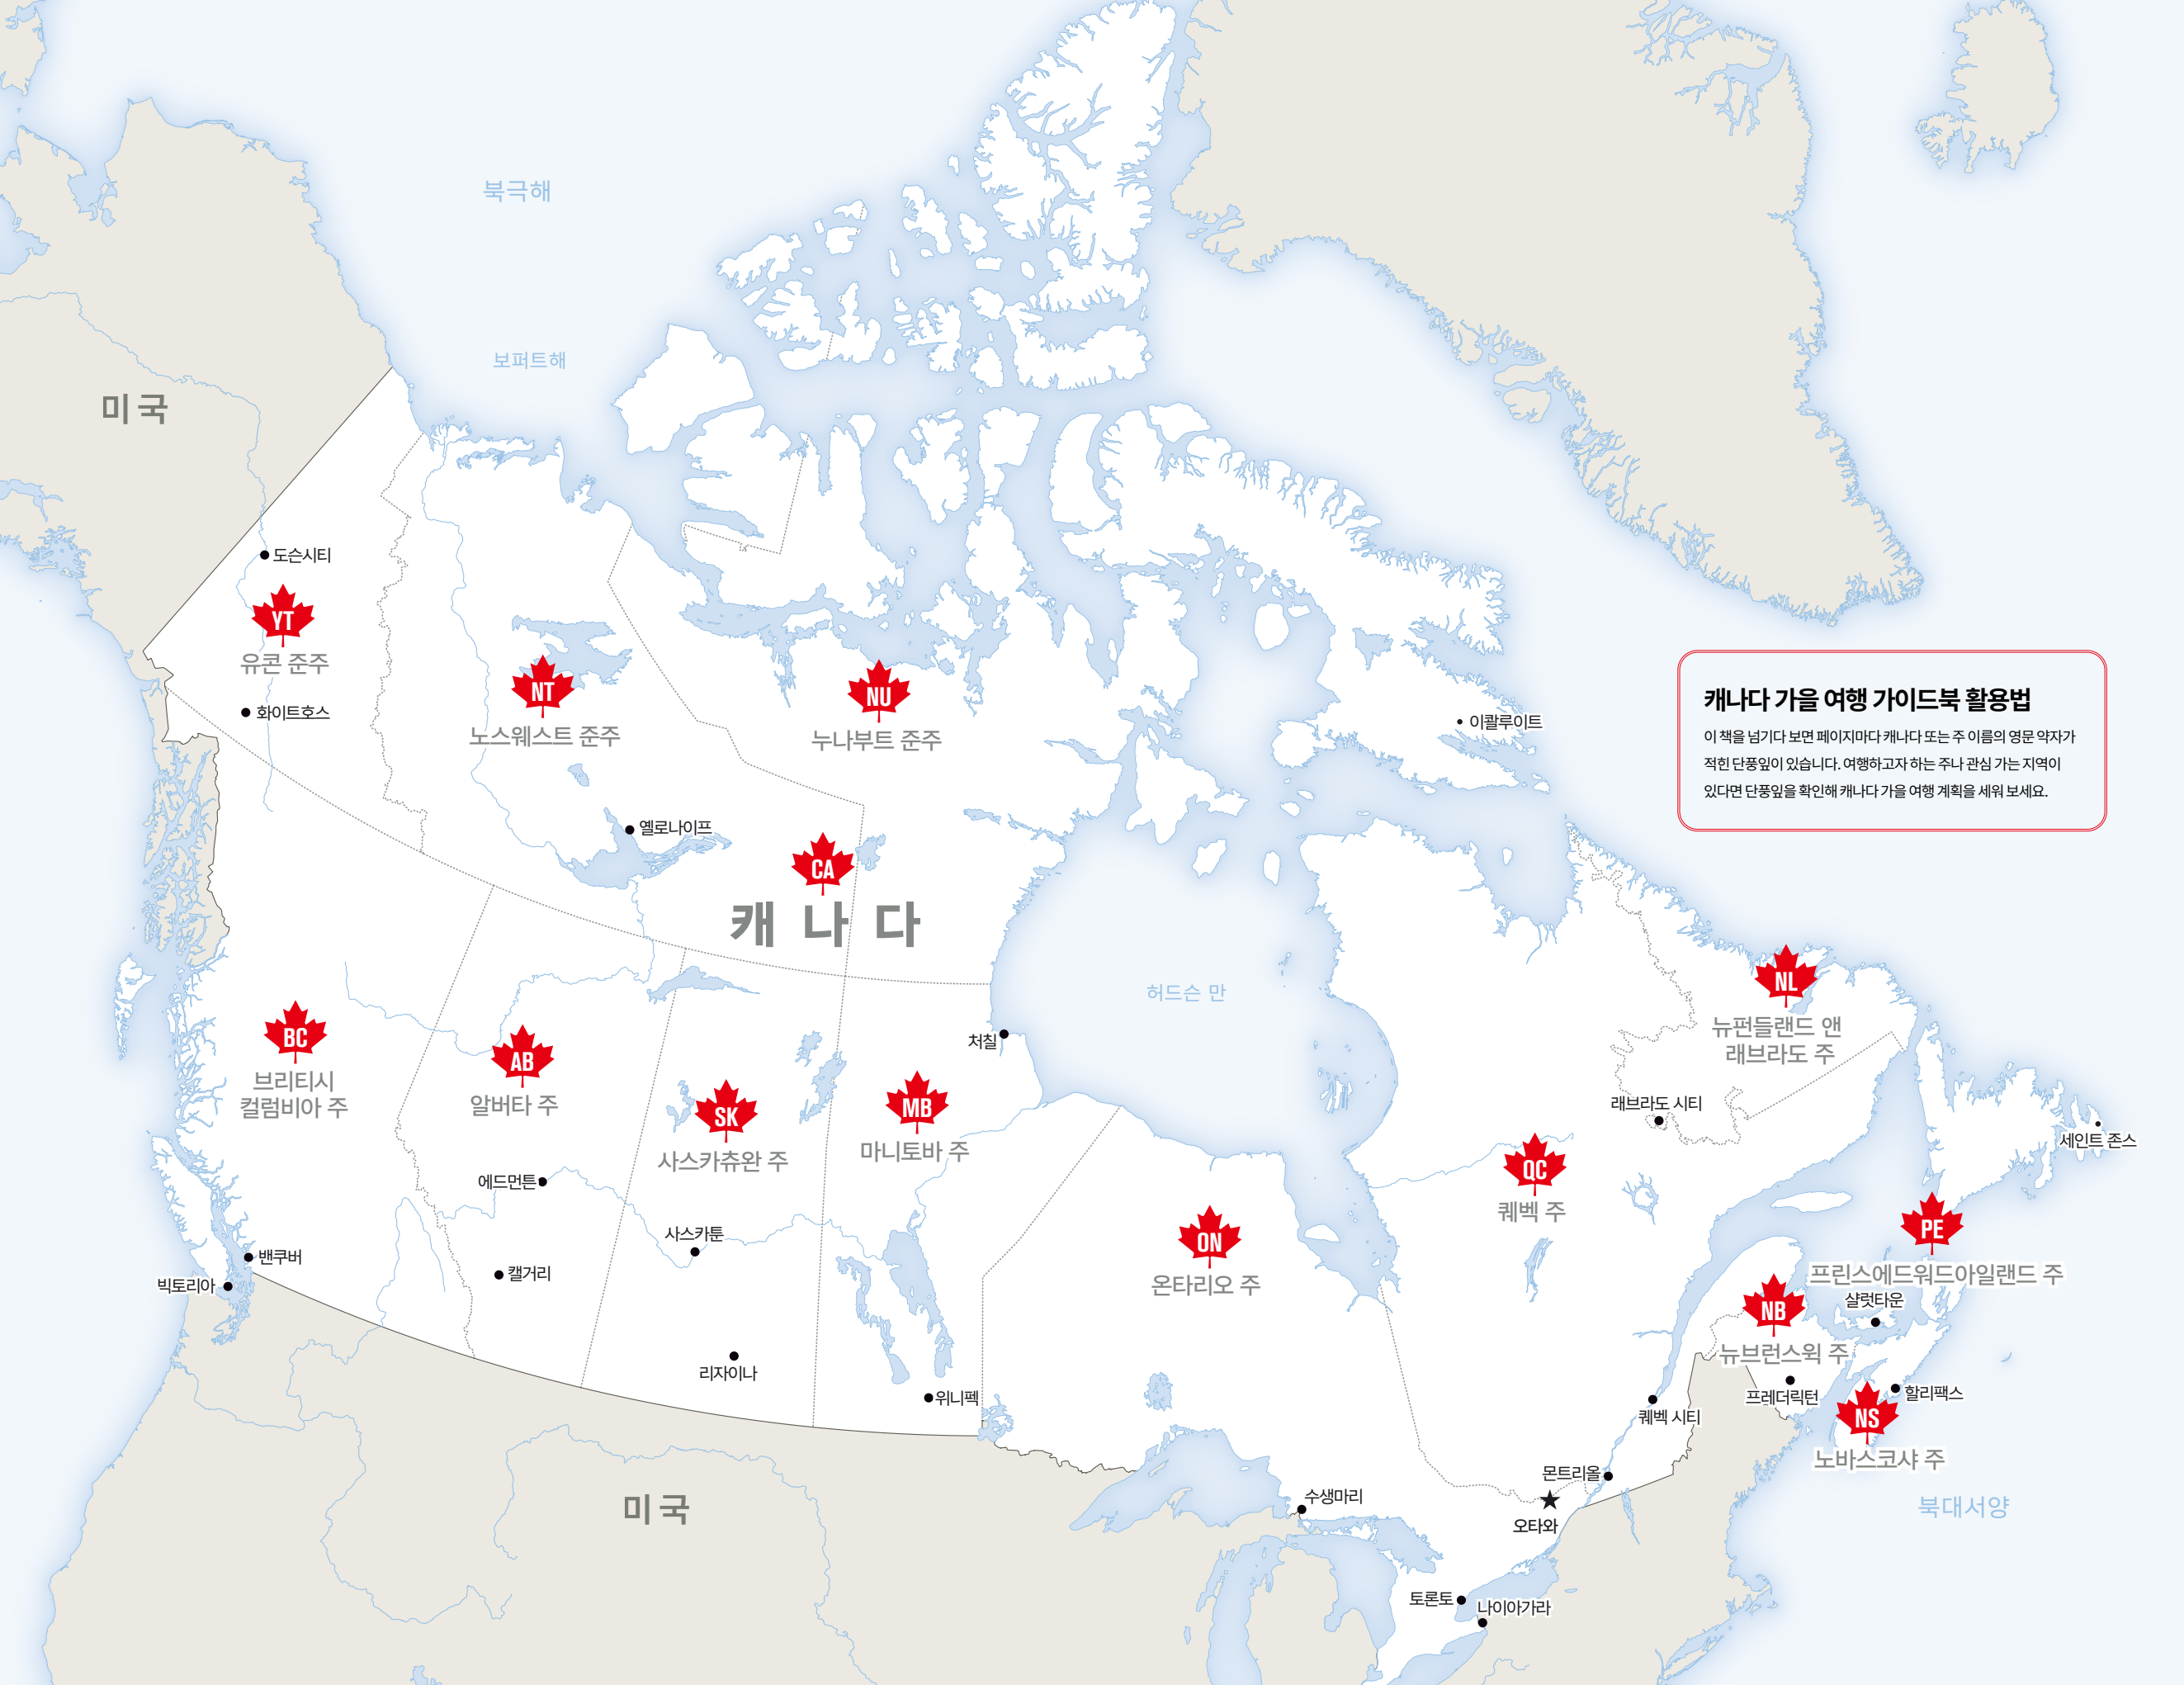 북극해
보퍼트해
미 국
도슨시티
YT
유콘 준주
화이트호스
NT
노스웨스트 준주
NU
누나부트 준주
이콸루이트
캐나다 가을 여행 가이드북 활용법
이 책을 넘기다 보면 페이지마다 캐나다 또는 주 이름의 영문 약자가
적힌 단풍잎이 있습니다. 여행하고자 하는 주나 관심 가는 지역이
있다면 단풍잎을 확인해 캐나다 가을 여행 계획을 세워 보세요.
옐로나이프
CA
캐 나 다
허드슨 만
처칠
BC
브리티시
컬럼비아 주
AB
알버타 주
SK
사스카츄완 주
MB
마니토바 주
NL
뉴펀들랜드 앤
래브라도 주
래브라도 시티
세인트 존스
에드먼튼
QC
퀘벡 주
ON
온타리오 주
PE
프린스에드워드아일랜드 주
샬럿타운
밴쿠버
빅토리아
캘거리
사스카툰
리자이나
위니펙
NB
뉴브런스윅 주
프레더릭턴
할리팩스
NS
노바스코샤 주
퀘벡 시티
몬트리올
오타와
수생마리
북대서양
미 국
토론토
나이아가라